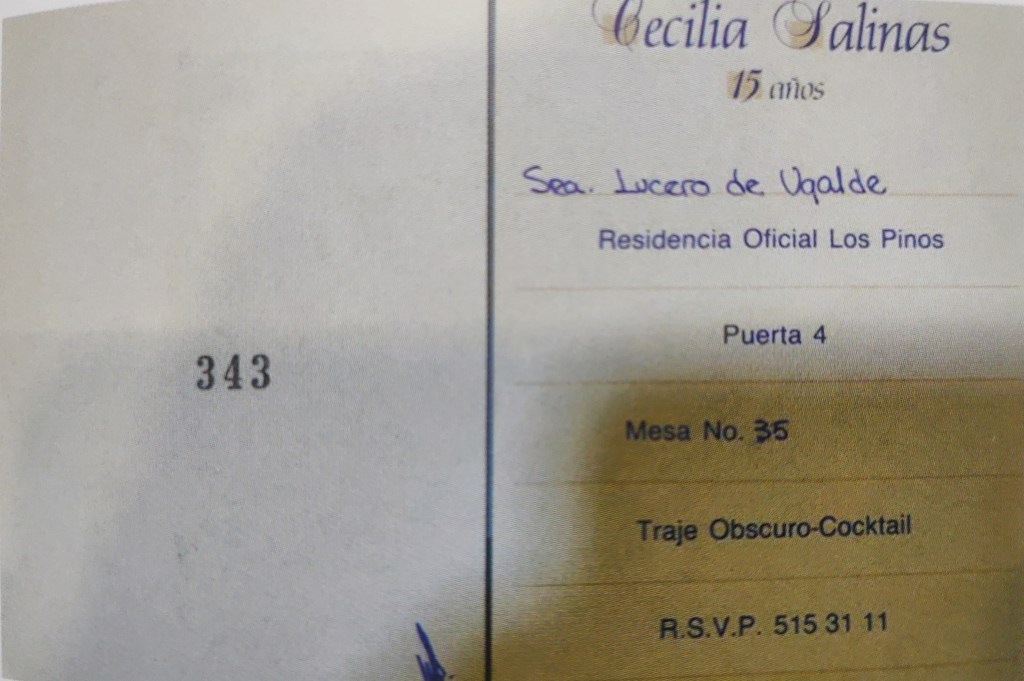 343
Cecilia Salinas
15 años
Sra. Lucero de Ugalde
Residencia Oficial Los Pinos
Puerta 4
Mesa No. 35
Traje Obscuro-Cocktail
R.S.V.P. 515 31 11